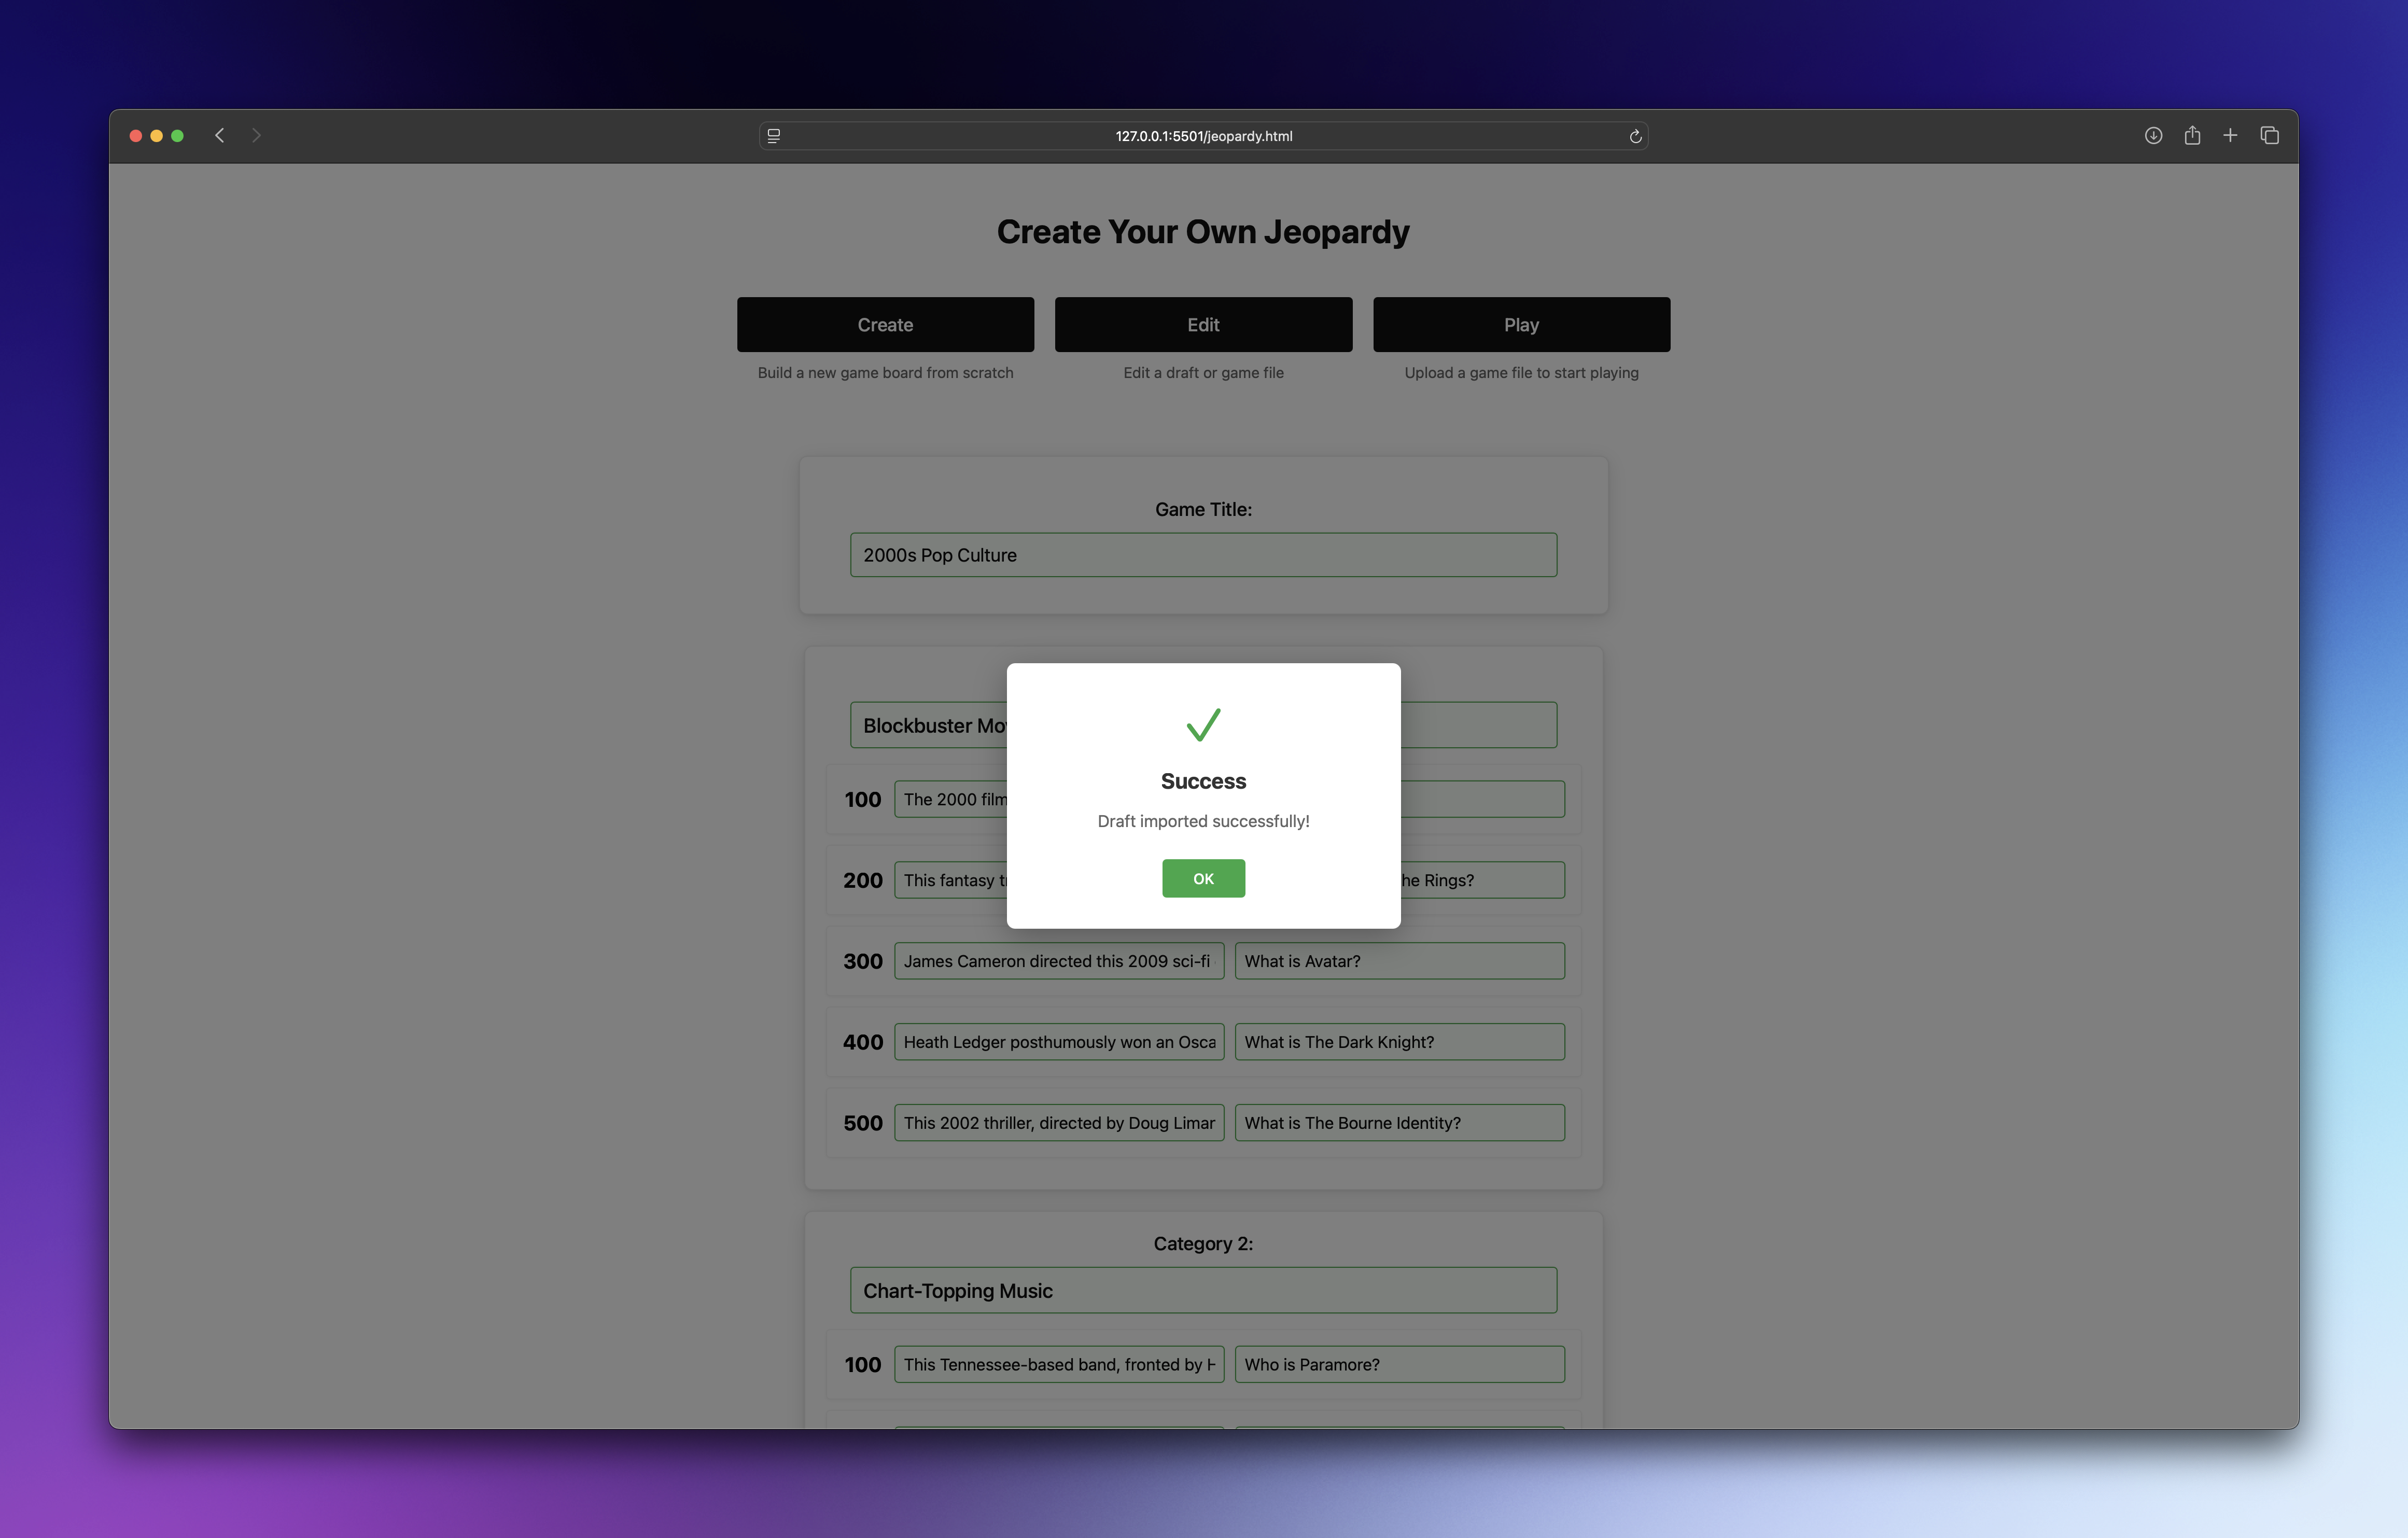 127.0.0.1:5501/jeopardy.html
Create Your Own Jeopardy
Create
Edit
Play
Build a new game board from scratch
Edit a draft or game file
Upload a game file to start playing
Game Title:
2000s Pop Culture
Blockbuster
Success
Draft imported successfully!
OK
100 The 2000 film
200 This fantasy he Rings?
300 James Cameron directed this 2009 sci-fi What is Avatar?
400 Heath Ledger posthumously won an What is The Dark Knight?
500 This 2002 thriller, directed by Doug What is The Bourne Identity?
Category 2:
Chart-Topping Music
100 This Tennessee-based band, fronted by Who is Paramore?